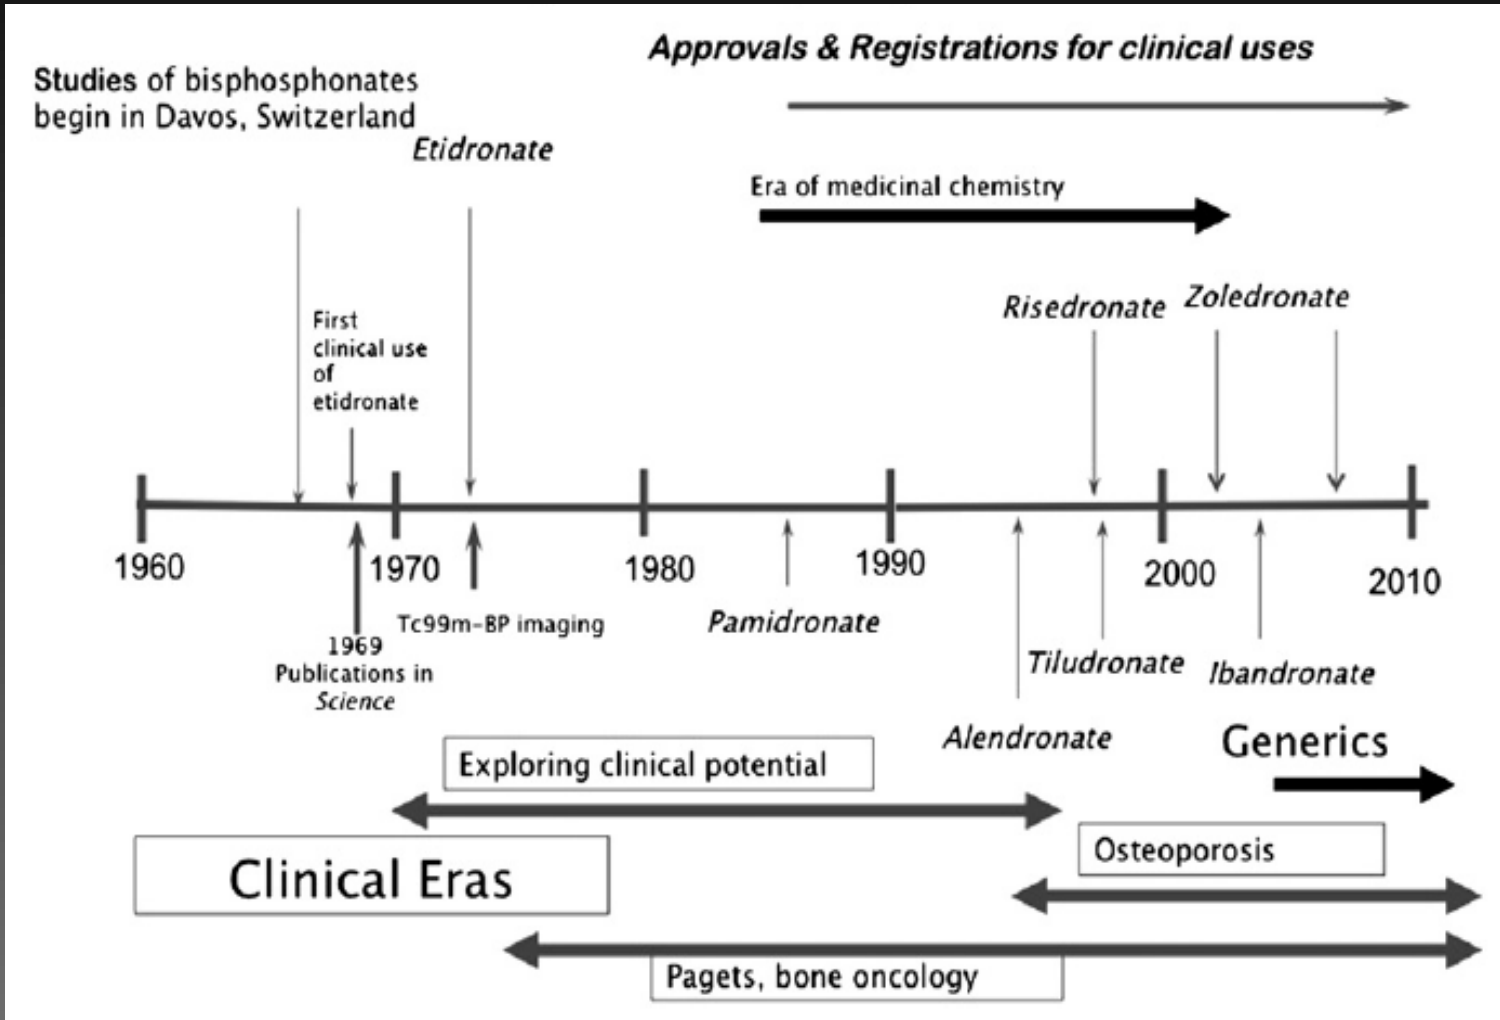 Approvals & Registrations for clinical uses
Studies of bisphosphonates
begin in Davos, Switzerland
Etidronate
Era of medicinal chemistry
Risedronate
Zoledronate
First
clinical use
of
etidronate
1960
1970
1980
1990
2000
2010
1969
Publications in
Science
Tc99m-BP imaging
Pamidronate
Tiludronate
Ibandronate
Alendronate
Generics
Exploring clinical potential
Osteoporosis
Clinical Eras
Pagets, bone oncology